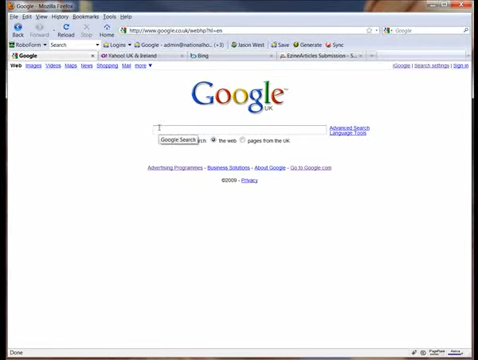 Google - Mozilla Firefox
File Edit View History Bookmarks Tools Help
Back Forward Reload Stop Home http://www.google.co.uk/webhp?hl=en Google
RoboForm Search Logins Google - admin@nationalho... Jason West Save Generate Sync
Google Yahoo! UK & Ireland Bing EzineArticles Submission - S...
Web Images Videos Maps News Shopping Mail more
iGoogle | Search settings | Sign in
Google
UK
Advanced Search
Language Tools
Google Search
the web pages from the UK
Advertising Programmes - Business Solutions - About Google - Go to Google.com
©2009 - Privacy
Done
PageRank
Alexa